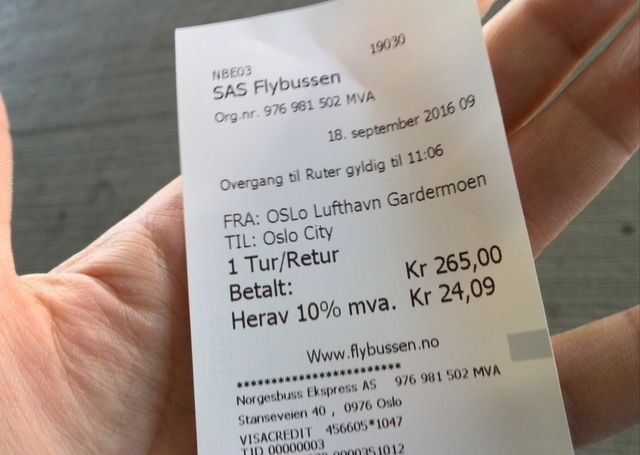 19030
NBE03
SAS Flybussen
Org.nr. 976 981 502 MVA
18. september 2016 09
Overgang til Ruter gyldig til 11:06
FRA: OSLo Lufthavn Gardermoen
TIL: Oslo City
1 Tur/Retur
Betalt: Kr 265,00
Herav 10% mva. Kr 24,09
Www.flybussen.no
************************
Norgesbuss Ekspress AS 976 981 502 MVA
Stanseveien 40 , 0976 Oslo
VISACREDIT 456605*1047
TID 00000003